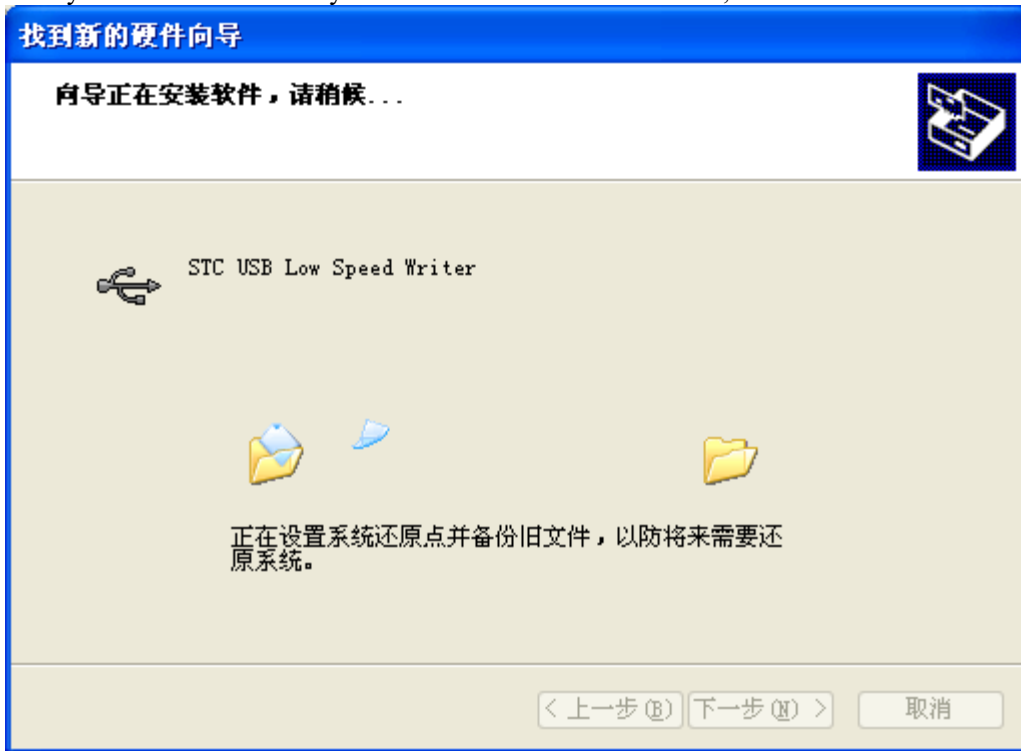 找到新的硬件向导
向导正在安装软件，请稍候...
STC USB Low Speed Writer
正在设置系统还原点并备份旧文件，以防将来需要还
原系统。
< 上一步(B) 下一步(N) > 取消